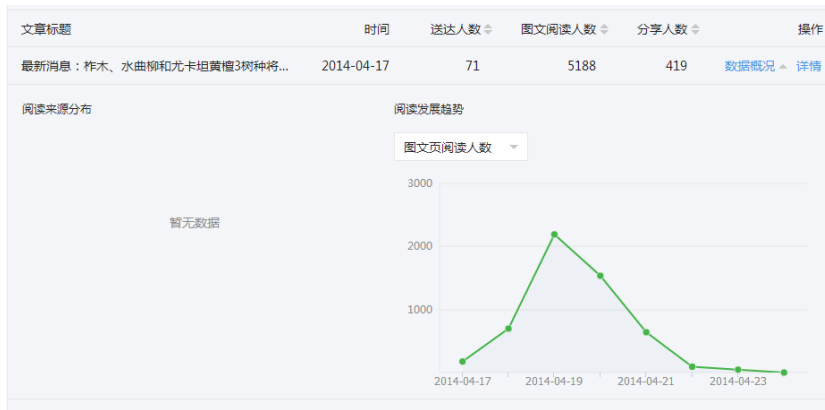 文章标题 时间 送达人数 图文阅读人数 分享人数 操作
最新消息：柞木、水曲柳和尤卡坦黄檀3树种将... 2014-04-17 71 5188 419 数据概况 详情
阅读来源分布 阅读发展趋势
图文页阅读人数
3000
暂无数据
2000
1000
2014-04-17 2014-04-19 2014-04-21 2014-04-23